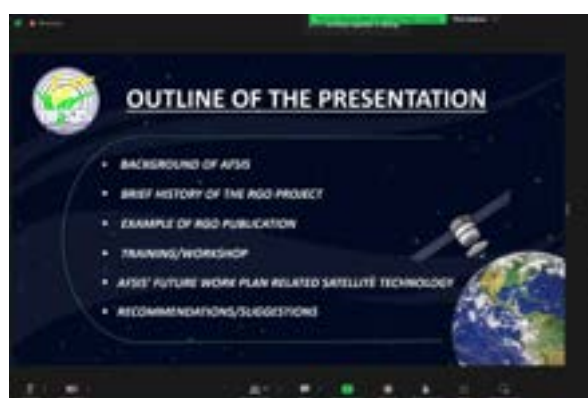 OUTLINE OF THE PRESENTATION
BACKGROUND OF AFSIS
BRIEF HISTORY OF THE RGO PROJECT
EXAMPLE OF RGO PUBLICATION
TRAINING/WORKSHOP
AFSIS' FUTURE WORK PLAN RELATED SATELLITE TECHNOLOGY
RECOMMENDATIONS/SUGGESTIONS